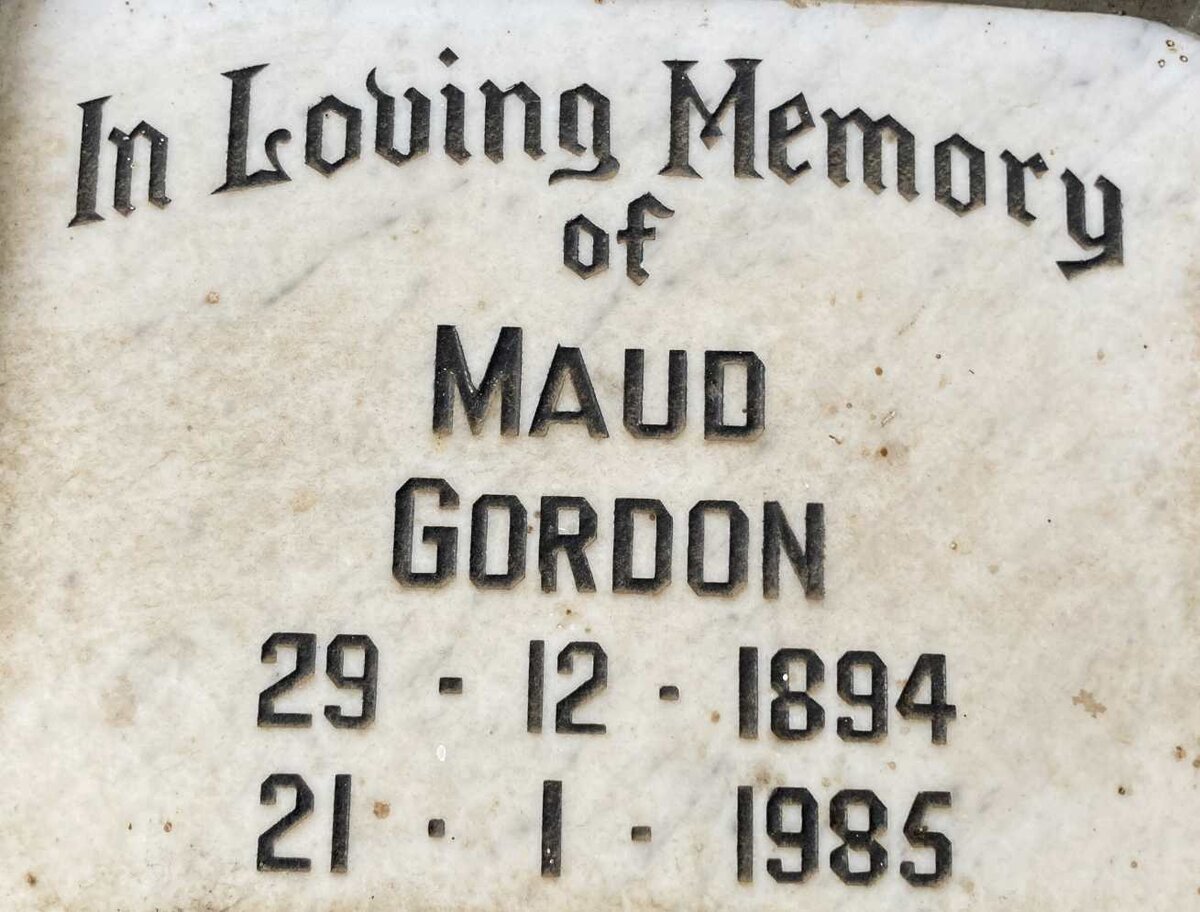 In Loving Memory
of
MAUD
GORDON
29 - 12 - 1894
21 - 1 - 1985